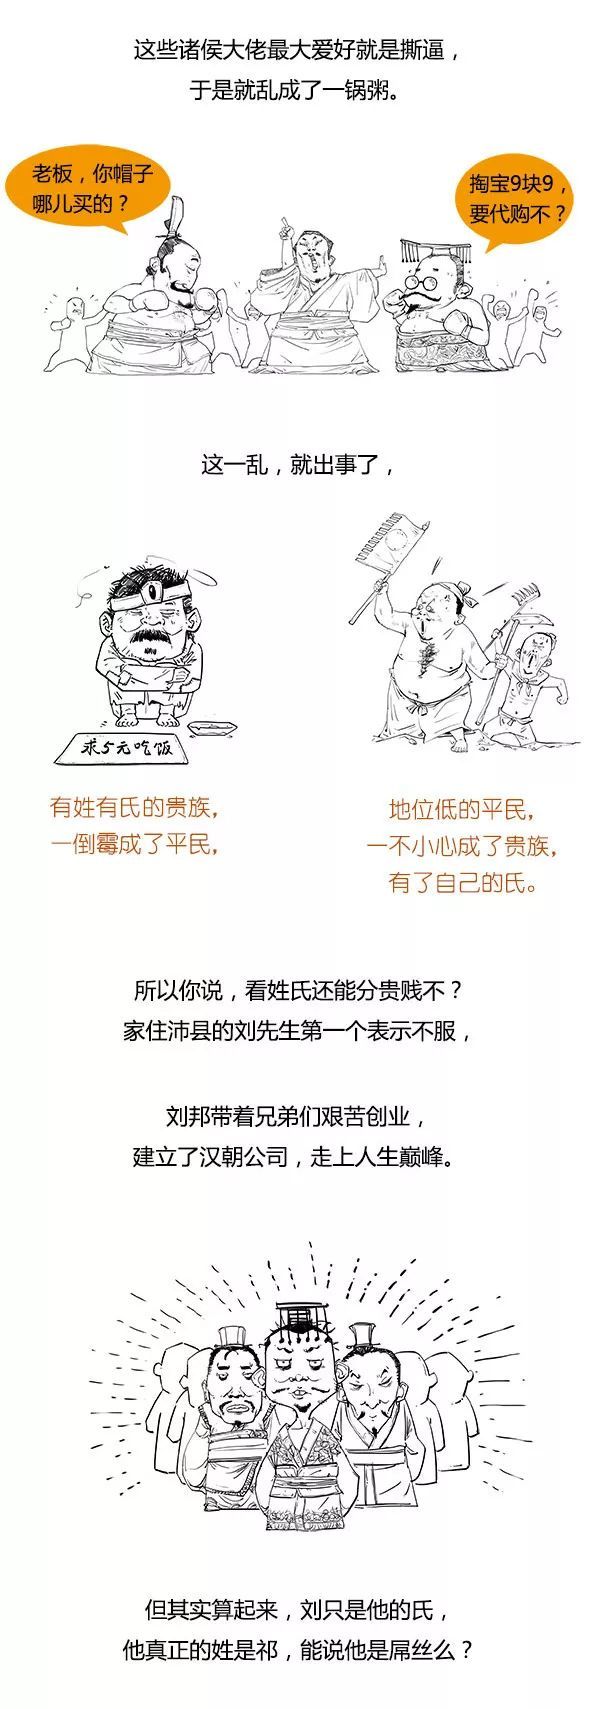 这些诸侯大佬最大爱好就是撕逼，
于是就乱成了一锅粥。
老板，你帽子
哪儿买的？
掏宝9块9，
要代购不？
这一乱，就出事了，
求5元吃饭
有姓有氏的贵族，
一倒霉成了平民，
地位低的平民，
一不小心成了贵族，
有了自己的氏。
所以你说，看姓氏还能分贵贱不？
家住沛县的刘先生第一个表示不服，
刘邦带着兄弟们艰苦创业，
建立了汉朝公司，走上人生巅峰。
但其实算起来，刘只是他的氏，
他真正的姓是祁，能说他是屌丝么？